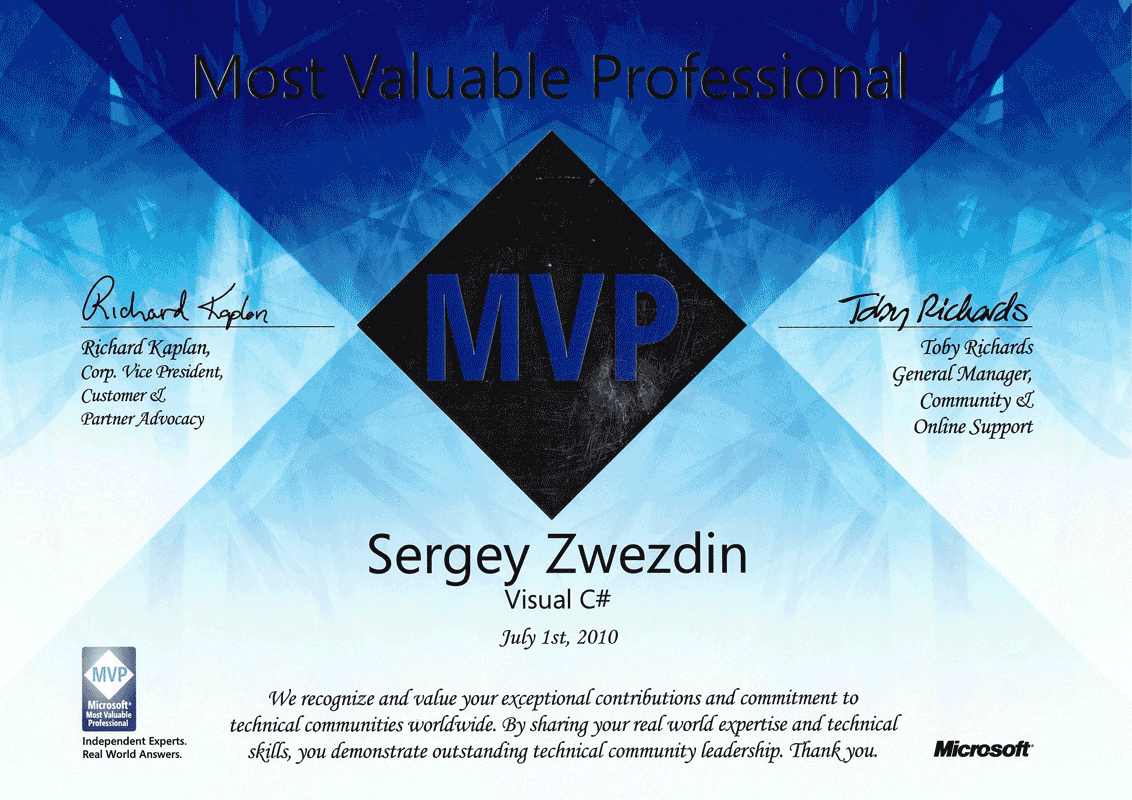 Most Valuable Professional
MVP
Richard Kaplan
Richard Kaplan,
Corp. Vice President,
Customer &
Partner Advocacy
Toby Richards
Toby Richards
General Manager,
Community &
Online Support
Sergey Zwezdin
Visual C#
July 1st, 2010
MVP
Microsoft®
Most Valuable
Professional
Independent Experts.
Real World Answers.
We recognize and value your exceptional contributions and commitment to
technical communities worldwide. By sharing your real world expertise and technical
skills, you demonstrate outstanding technical community leadership. Thank you.
Microsoft®